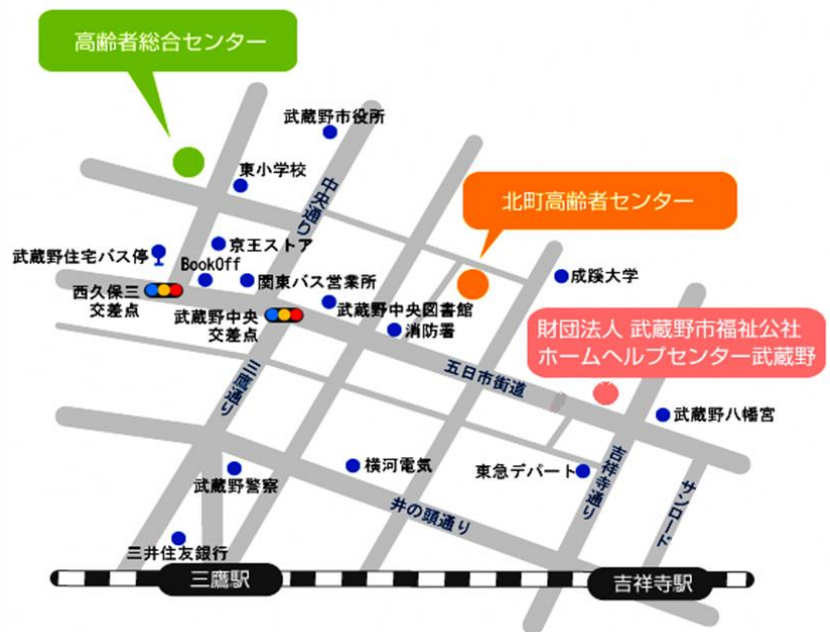 高齢者総合センター
武蔵野市役所
東小学校
中央通り
北町高齢者センター
武蔵野住宅バス停
京王ストア
BookOff
関東バス営業所
成蹊大学
西久保三
交差点
武蔵野中央
交差点
武蔵野中央図書館
消防署
財団法人 武蔵野市福祉公社
ホームヘルプセンター武蔵野
五日市街道
三鷹通り
武蔵野八幡宮
吉祥寺通り
横河電気
東急デパート
武蔵野警察
サンロード
井の頭通り
三井住友銀行
三鷹駅
吉祥寺駅